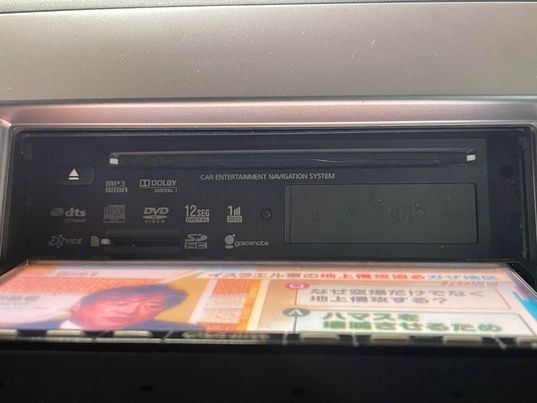 CAR ENTERTAINMENT NAVIGATION SYSTEM
MP3
WMA
DOLBY
DIGITAL
dts
DVD
VIDEO
12SEG
DIGITAL
1seg
VICS
SD
HC
gracenote
B-CAS CARD
イスラエル軍の地上侵攻迫るガザ地区
Q
なぜ空爆だけでなく
地上侵攻する?
A
ハマスを
壊滅させるため